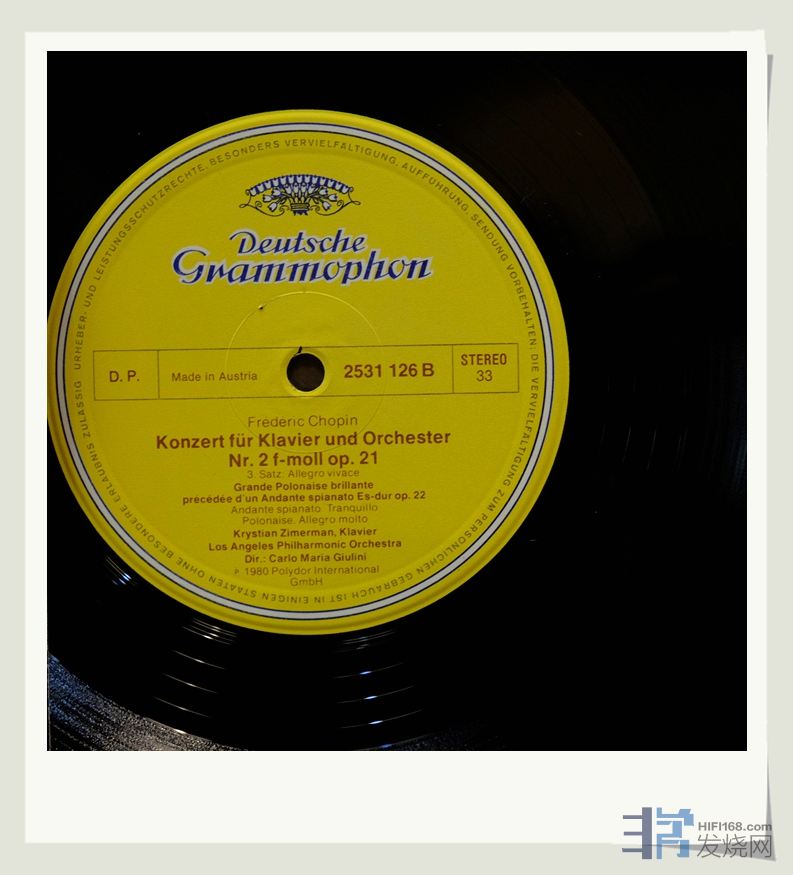 URHEBER- UND LEISTUNGSSCHUTZRECHTE, BESONDERS VERVIELFÄLTIGUNG, AUFFÜHRUNG, SENDUNG VORBEHALTEN: DIE VERVIELFÄLTIGUNG ZUM PERSÖNLICHEN GEBRAUCH IST IN EINIGEN STAATEN OHNE BESONDERE ERLAUBNIS ZULÄSSIG
Deutsche
Grammophon
D. P.
Made in Austria
2531 126 B
STEREO
33
Frédéric Chopin
Konzert für Klavier und Orchester
Nr. 2 f-moll op. 21
3. Satz: Allegro vivace
Grande Polonaise brillante
précédée d'un Andante spianato Es-dur op. 22
Andante spianato. Tranquillo
Polonaise. Allegro molto
Krystian Zimerman, Klavier
Los Angeles Philharmonic Orchestra
Dir.: Carlo Maria Giulini
℗ 1980 Polydor International
GmbH
HIFI168.com
发烧网